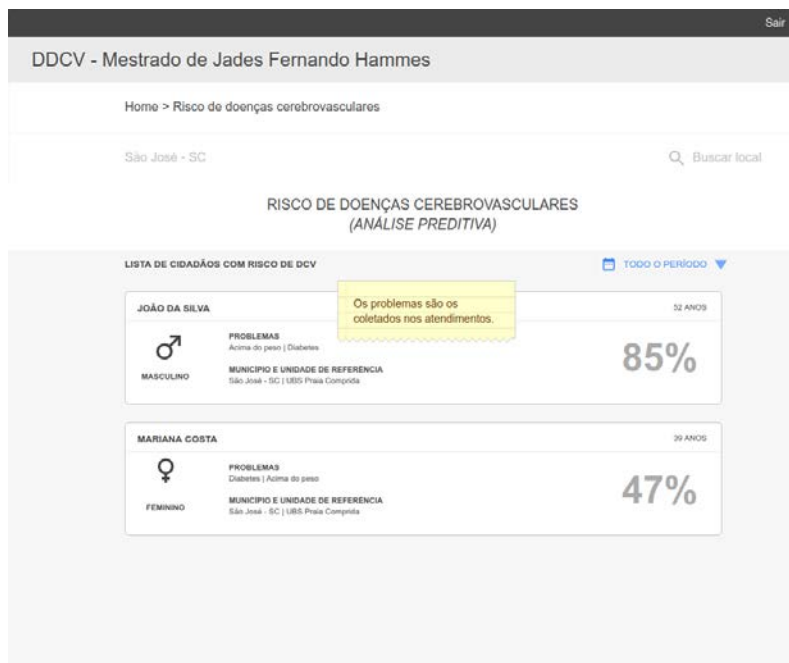 Sair
DDCV - Mestrado de Jades Fernando Hammes
Home > Risco de doenças cerebrovasculares
São José - SC
Buscar local
RISCO DE DOENÇAS CEREBROVASCULARES
(ANÁLISE PREDITIVA)
LISTA DE CIDADÃOS COM RISCO DE DCV
TODO O PERÍODO
Os problemas são os
coletados nos atendimentos.
JOÃO DA SILVA
52 ANOS
PROBLEMAS
Acima do peso | Diabetes
85%
MASCULINO
MUNICIPIO E UNIDADE DE REFERÊNCIA
São José - SC | UBS Praia Comprida
MARIANA COSTA
39 ANOS
PROBLEMAS
Diabetes | Acima do peso
47%
FEMININO
MUNICIPIO E UNIDADE DE REFERÊNCIA
São José - SC | UBS Praia Comprida